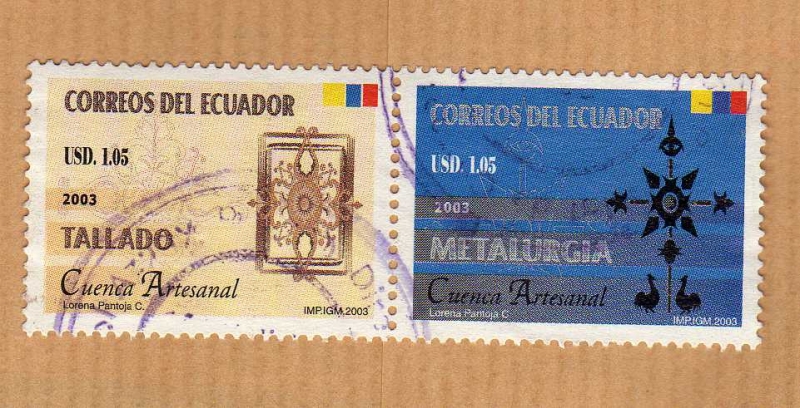 CORREOS DEL ECUADOR
USD. 1.05
2003
TALLADO
Cuenca Artesanal
Lorena Pantoja C.
IMP.IGM.2003
CORREOS DEL ECUADOR
USD. 1.05
2003
METALURGIA
Cuenca Artesanal
Lorena Pantoja C.
IMP.IGM.2003